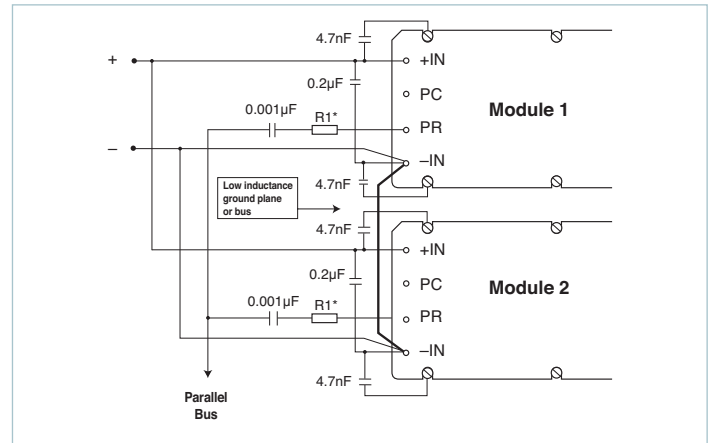 4.7nF
+
+IN
0.2µF
PC
Module 1
0.001µF
R1*
PR
–
–IN
4.7nF
Low inductance
ground plane
or bus
4.7nF
+IN
0.2µF
PC
Module 2
0.001µF
R1*
PR
–IN
4.7nF
Parallel
Bus